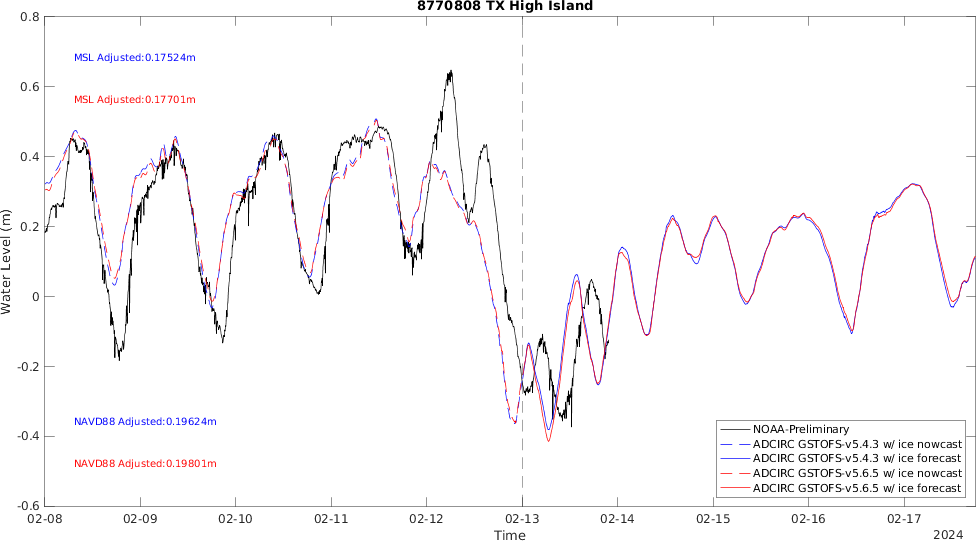 8770808 TX High Island
0.8
0.6
0.4
0.2
0
-0.2
-0.4
-0.6
Water Level (m)
MSL Adjusted:0.17524m
MSL Adjusted:0.17701m
NAVD88 Adjusted:0.19624m
NAVD88 Adjusted:0.19801m
NOAA-Preliminary
ADCIRC GSTOFS-v5.4.3 w/ ice nowcast
ADCIRC GSTOFS-v5.4.3 w/ ice forecast
ADCIRC GSTOFS-v5.6.5 w/ ice nowcast
ADCIRC GSTOFS-v5.6.5 w/ ice forecast
02-08 02-09 02-10 02-11 02-12 02-13 02-14 02-15 02-16 02-17
Time
2024